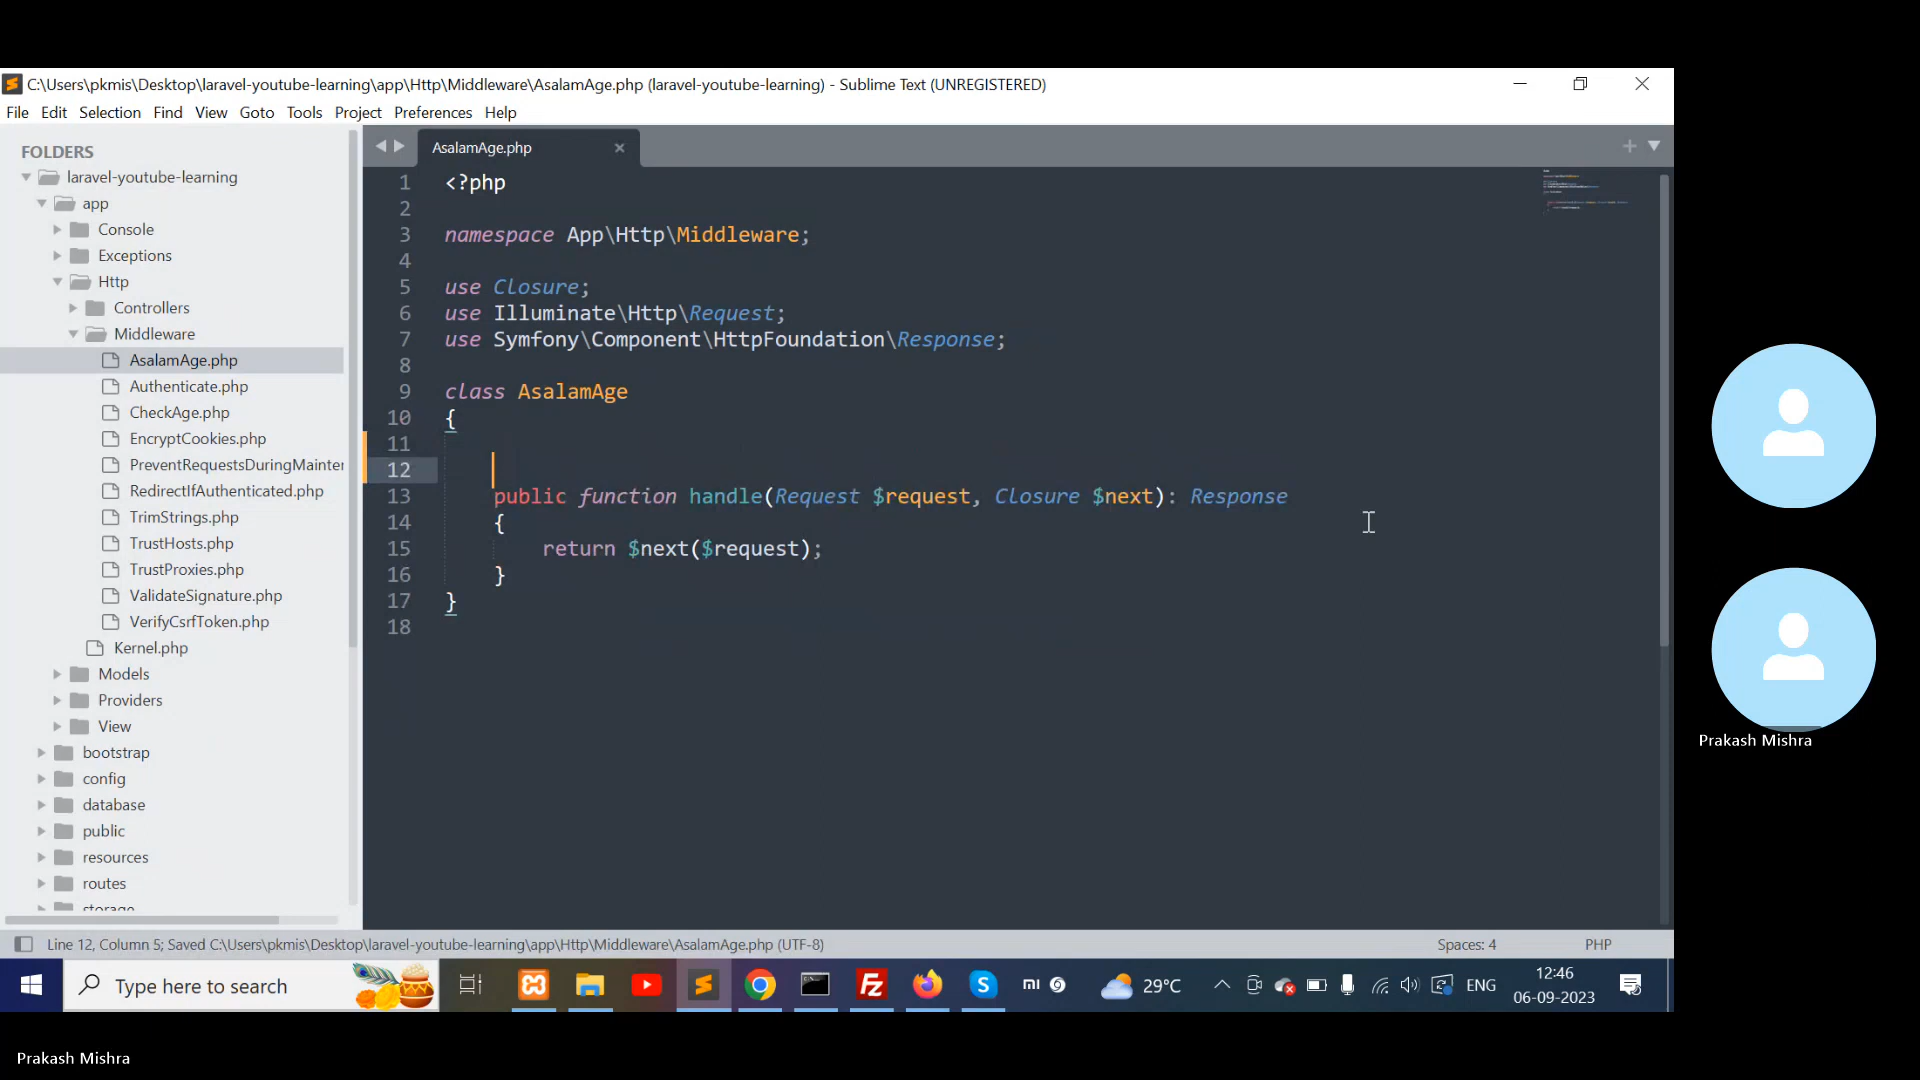 C:\Users\pkmis\Desktop\laravel-youtube-learning\app\Http\Middleware\AsalamAge.php (laravel-youtube-learning) - Sublime Text (UNREGISTERED)
File Edit Selection Find View Goto Tools Project Preferences Help
FOLDERS
laravel-youtube-learning
app
Console
Exceptions
Http
Controllers
Middleware
AsalamAge.php
Authenticate.php
CheckAge.php
EncryptCookies.php
PreventRequestsDuringMainter
RedirectIfAuthenticated.php
TrimStrings.php
TrustHosts.php
TrustProxies.php
ValidateSignature.php
VerifyCsrfToken.php
Kernel.php
Models
Providers
View
bootstrap
config
database
public
resources
routes
storage
AsalamAge.php
1 <?php
2
3 namespace App\Http\Middleware;
4
5 use Closure;
6 use Illuminate\Http\Request;
7 use Symfony\Component\HttpFoundation\Response;
8
9 class AsalamAge
10 {
11
12
13 public function handle(Request $request, Closure $next): Response
14 {
15 return $next($request);
16 }
17 }
18
Line 12, Column 5; Saved C:\Users\pkmis\Desktop\laravel-youtube-learning\app\Http\Middleware\AsalamAge.php (UTF-8)
Spaces: 4
PHP
Type here to search
mi
29°C
ENG
12:46
06-09-2023
Prakash Mishra
Prakash Mishra